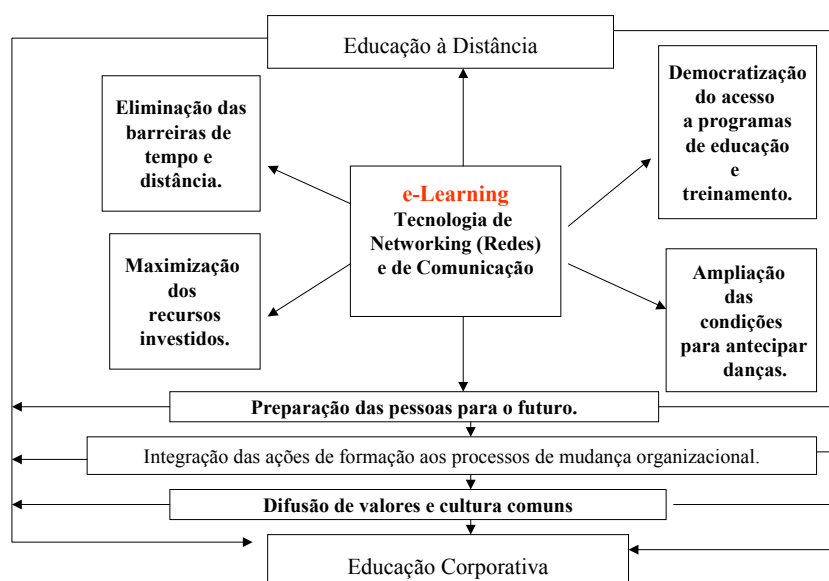 Educação à Distância
Eliminação das
barreiras de
tempo e
distância.
Democratização
do acesso
a programas
de educação
e
treinamento.
e-Learning
Tecnologia de
Networking (Redes)
e de Comunicação
Maximização
dos
recursos
investidos.
Ampliação
das
condições
para antecipar
danças.
Preparação das pessoas para o futuro.
Integração das ações de formação aos processos de mudança organizacional.
Difusão de valores e cultura comuns
Educação Corporativa